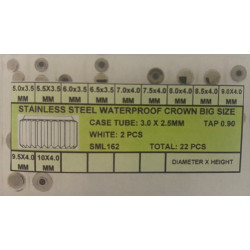 5.0x3.5 MM 5.5X3.5 MM 6.0x3.5 MM 6.5x3.5 MM 7.0x4.0 MM 7.5x4.0 MM 8.0x4.0 MM 8.5x4.0 MM 9.0X4.0 MM
STAINLESS STEEL WATERPROOF CROWN BIG SIZE
CASE TUBE: 3.0 X 2.5MM TAP 0.90
WHITE: 2 PCS
SML162 TOTAL: 22 PCS
9.5X4.0 MM 10X4.0 MM
DIAMETER X HEIGHT